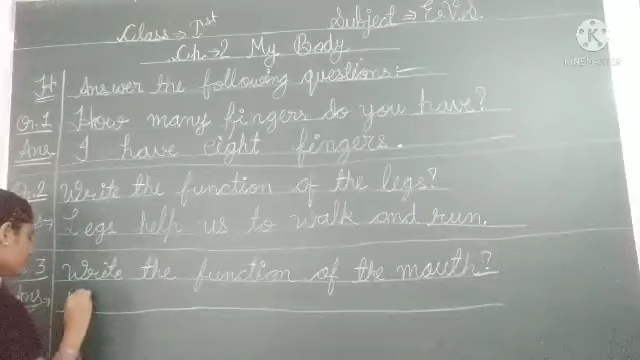 Class → Ist Subject ⇒ E.V.S.
Ch.→2 My Body
Answer the following questions:-
Q.1 How many fingers do you have?
Ans. I have eight fingers.
Q.2 Write the function of the legs?
Legs help us to walk and run.
3 Write the function of the mouth?
Ans→
KINEMASTER